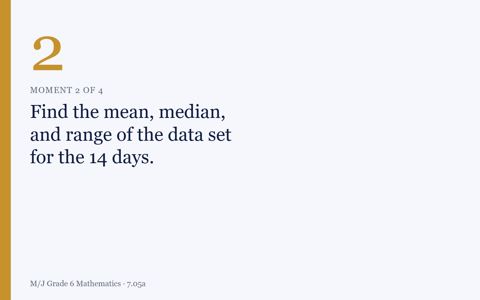 2
MOMENT 2 OF 4
Find the mean, median,
and range of the data set
for the 14 days.
M/J Grade 6 Mathematics · 7.05a